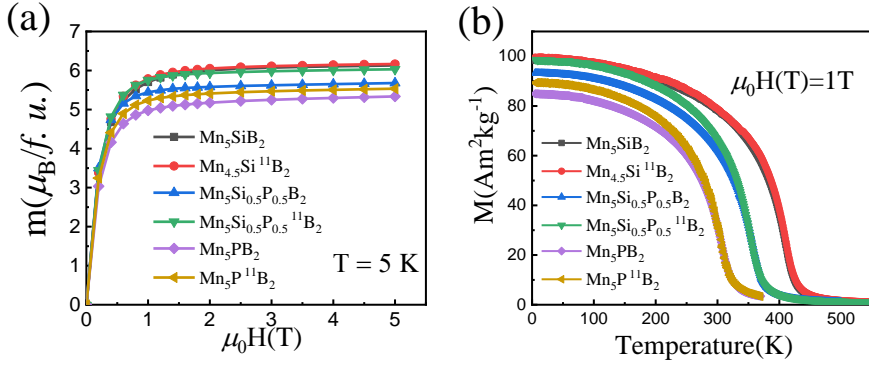 (a)
7
6
5
4
3
2
1
0
m(μ_B/f. u.)
Mn₅SiB₂
Mn₄.₅Si ¹¹B₂
Mn₅Si₀.₅P₀.₅B₂
Mn₅Si₀.₅P₀.₅ ¹¹B₂
Mn₅PB₂
Mn₅P ¹¹B₂
T = 5 K
0 1 2 3 4 5
μ₀H(T)
(b)
100
80
60
40
20
0
M(Am²kg⁻¹)
μ₀H(T)=1T
Mn₅SiB₂
Mn₄.₅Si ¹¹B₂
Mn₅Si₀.₅P₀.₅B₂
Mn₅Si₀.₅P₀.₅ ¹¹B₂
Mn₅PB₂
Mn₅P ¹¹B₂
0 100 200 300 400 500
Temperature(K)